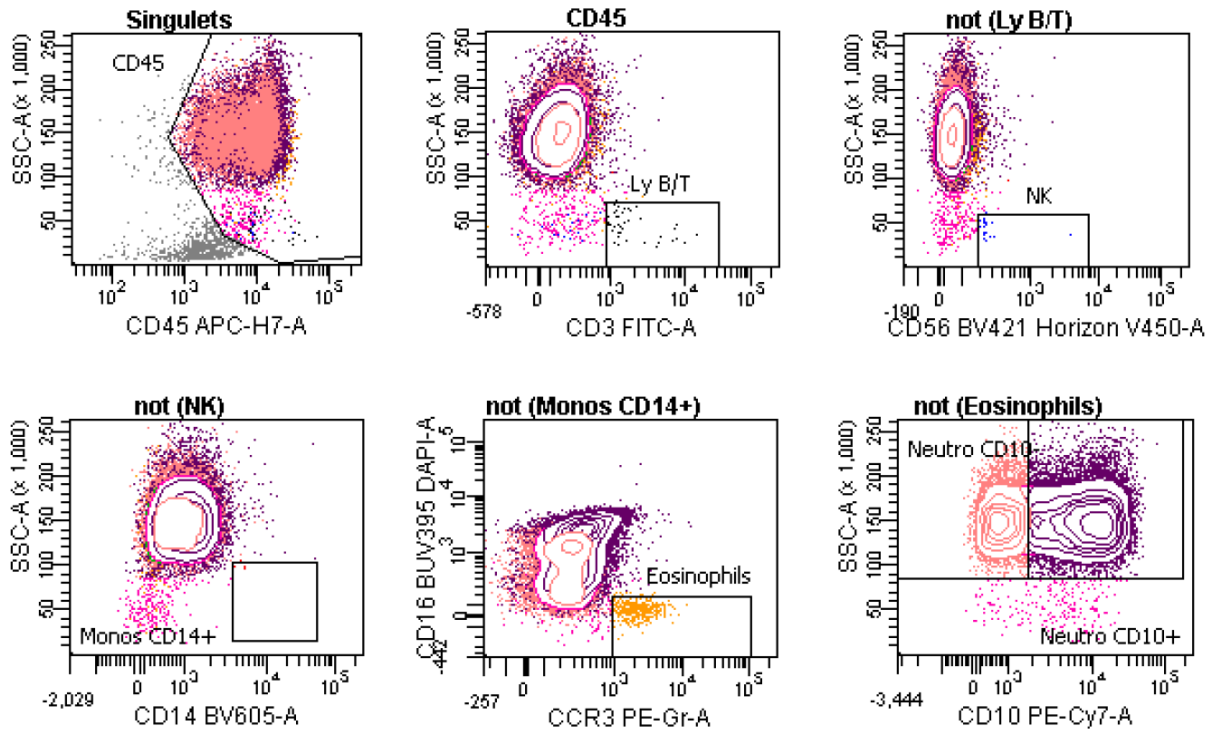 Singulets
CD45
SSC-A (x 1,000)
50 100 150 200 250
10² 10³ 10⁴ 10⁵
CD45 APC-H7-A
CD45
Ly B/T
SSC-A (x 1,000)
50 100 150 200 250
-578 0 10³ 10⁴ 10⁵
CD3 FITC-A
not (Ly B/T)
NK
SSC-A (x 1,000)
50 100 150 200 250
-190 0 10³ 10⁴ 10⁵
CD56 BV421 Horizon V450-A
not (NK)
Monos CD14+
SSC-A (x 1,000)
50 100 150 200 250
-2,029 0 10³ 10⁴ 10⁵
CD14 BV605-A
not (Monos CD14+)
Eosinophils
CD16 BUV395 DAPI-A
-442 0 10³ 10⁴ 10⁵
-257 0 10³ 10⁴ 10⁵
CCR3 PE-Gr-A
not (Eosinophils)
Neutro CD10-
Neutro CD10+
SSC-A (x 1,000)
50 100 150 200 250
-3,444 0 10³ 10⁴ 10⁵
CD10 PE-Cy7-A